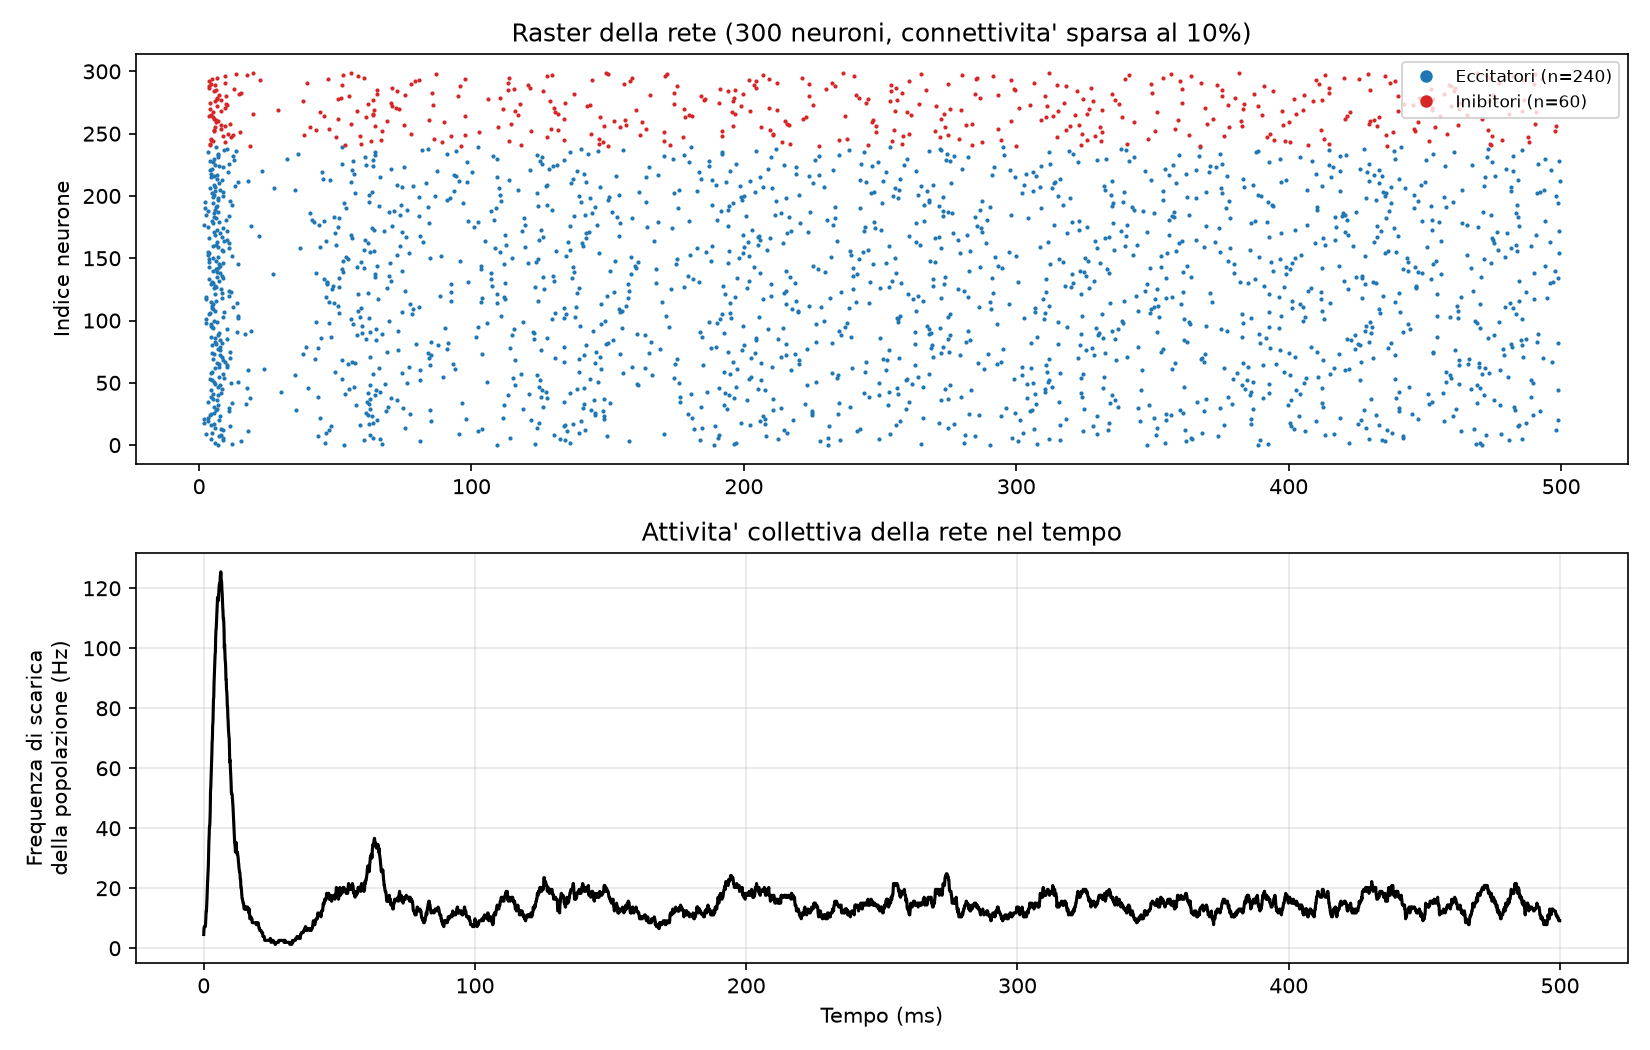 Raster della rete (300 neuroni, connettivita' sparsa al 10%)
Indice neurone
300
250
200
150
100
50
0
Eccitatori (n=240)
Inibitori (n=60)
0 100 200 300 400 500
Attivita' collettiva della rete nel tempo
Frequenza di scarica
della popolazione (Hz)
120
100
80
60
40
20
0
0 100 200 300 400 500
Tempo (ms)